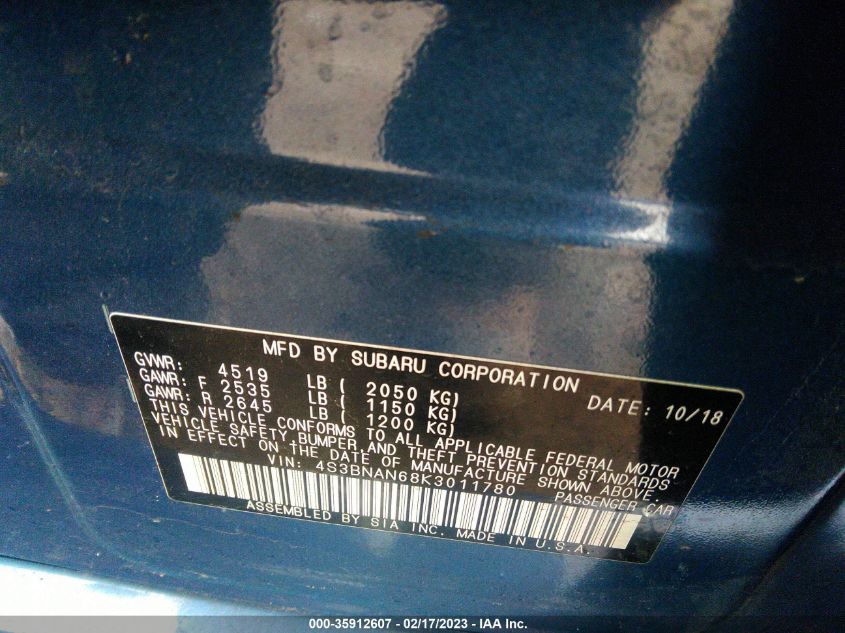 MFD BY SUBARU CORPORATION DATE: 10/18
GVWR: 4519 LB ( 2050 KG)
GAWR: F 2535 LB ( 1150 KG)
GAWR: R 2645 LB ( 1200 KG)
THIS VEHICLE CONFORMS TO ALL APPLICABLE FEDERAL MOTOR
VEHICLE SAFETY, BUMPER, AND THEFT PREVENTION STANDARDS
IN EFFECT ON THE DATE OF MANUFACTURE SHOWN ABOVE.
VIN: 4S3BNAN68K3011780 PASSENGER CAR
ASSEMBLED BY SIA INC. MADE IN U.S.A.
000-35912607 - 02/17/2023 - IAA Inc.